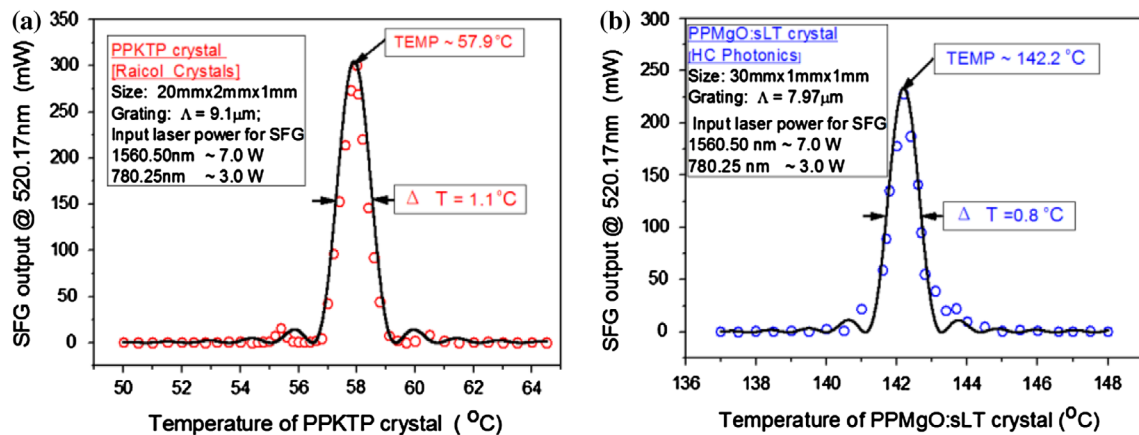 (a)
SFG output @ 520.17nm (mW)
350
300
250
200
150
100
50
0
PPKTP crystal
[Raicol Crystals]
Size: 20mmx2mmx1mm
Grating: Λ = 9.1μm;
Input laser power for SFG
1560.50nm ~ 7.0 W
780.25nm ~ 3.0 W
TEMP ~ 57.9 °C
Δ T = 1.1 °C
50 52 54 56 58 60 62 64
Temperature of PPKTP crystal ( °C)
(b)
SFG output @ 520.17nm (mW)
300
250
200
150
100
50
0
PPMgO:sLT crystal
[HC Photonics]
Size: 30mmx1mmx1mm
Grating: Λ = 7.97μm
Input laser power for SFG
1560.50 nm ~ 7.0 W
780.25nm ~ 3.0 W
TEMP ~ 142.2 °C
Δ T =0.8 °C
136 138 140 142 144 146 148
Temperature of PPMgO:sLT crystal (°C)